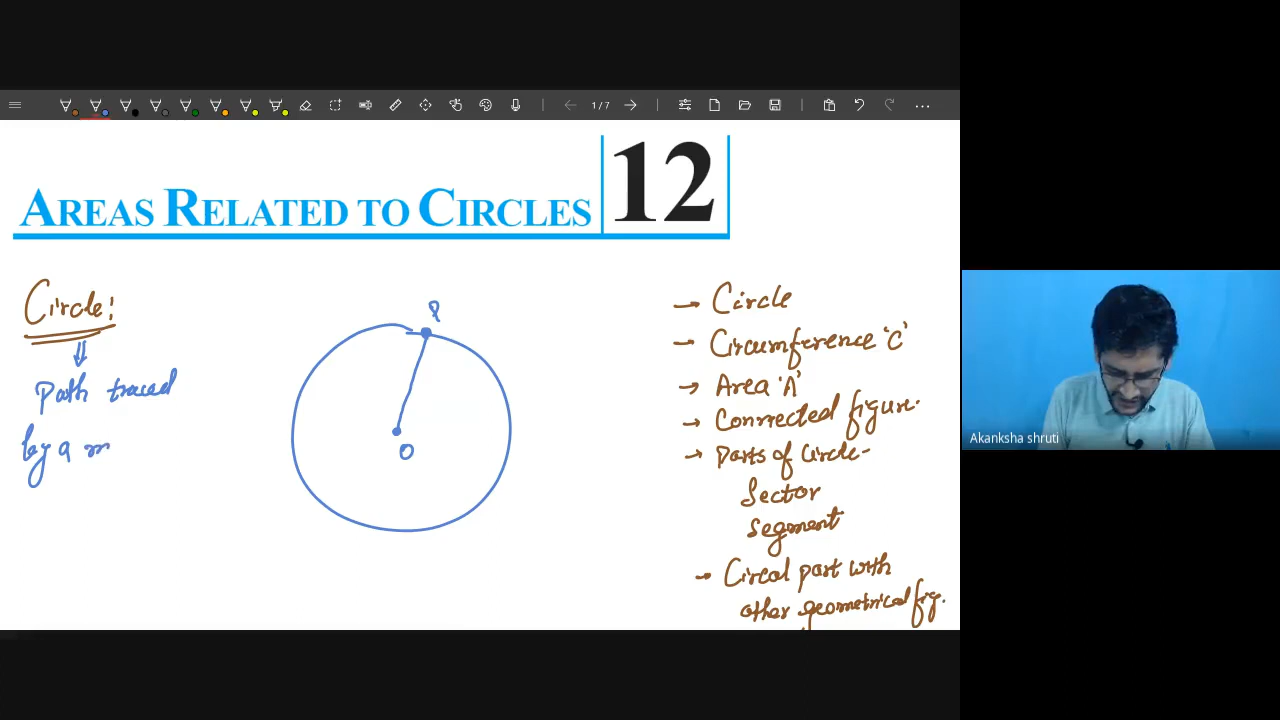 1/7
AREAS RELATED TO CIRCLES 12
Circle:
Path traced
by a m
P
O
→ Circle
→ Circumference 'C'
→ Area 'A'
→ Connected figure.
→ Parts of Circle-
Sector
Segment
→ Circal part with
other geometrical fig.
Akanksha shruti